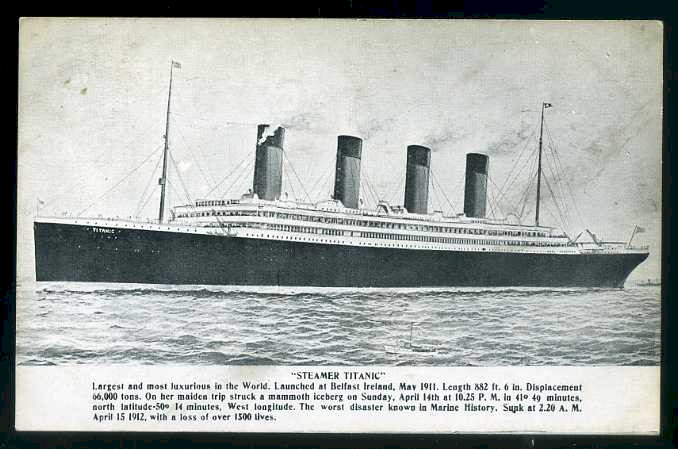 TITANIC
"STEAMER TITANIC"
Largest and most luxurious in the World. Launched at Belfast Ireland, May 1911. Length 882 ft. 6 in. Displacement
66,000 tons. On her maiden trip struck a mammoth iceberg on Sunday, April 14th at 10.25 P. M. in 41º 49 minutes,
north latitude-50º 14 minutes, West longitude. The worst disaster known in Marine History. Sunk at 2.20 A. M.
April 15 1912, with a loss of over 1500 lives.